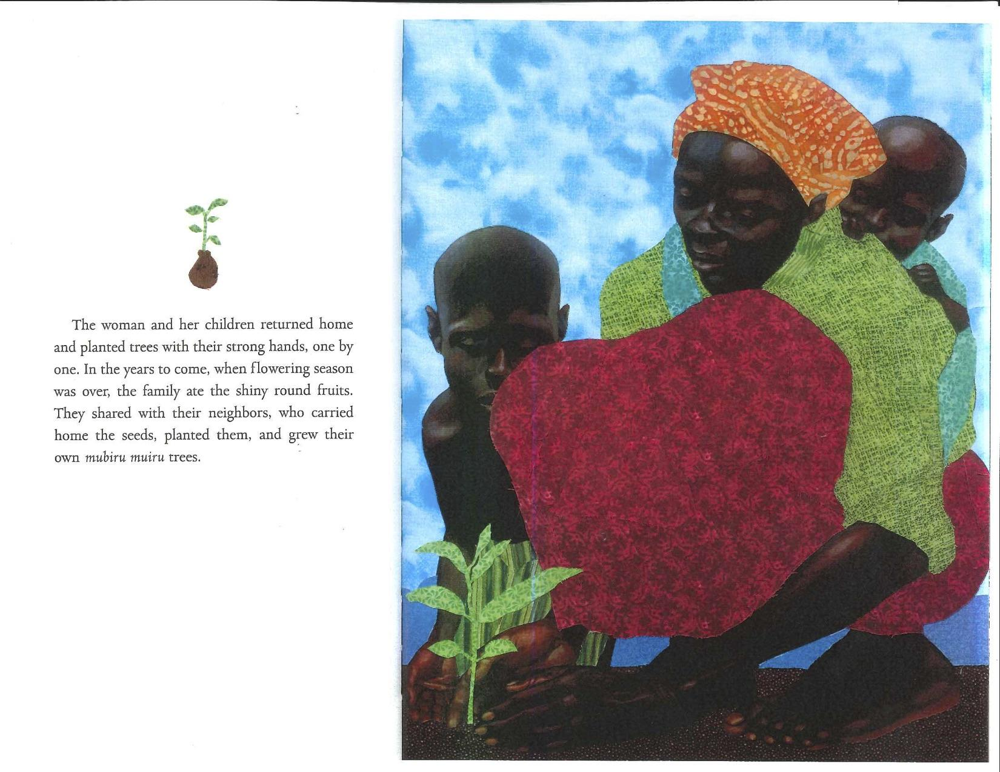 The woman and her children returned home
and planted trees with their strong hands, one by
one. In the years to come, when flowering season
was over, the family ate the shiny round fruits.
They shared with their neighbors, who carried
home the seeds, planted them, and grew their
own mubiru muiru trees.